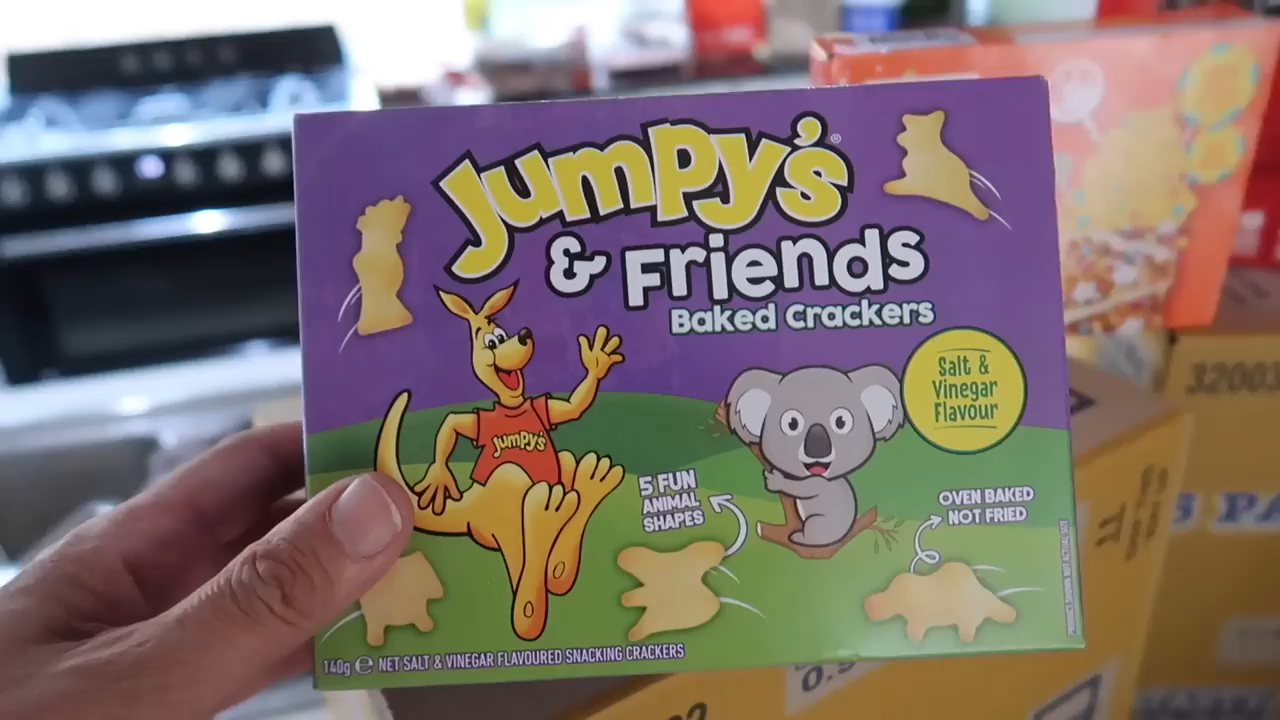 Jumpy's®
& Friends
Baked Crackers
Salt &
Vinegar
Flavour
Jumpy's
5 FUN
ANIMAL
SHAPES
OVEN BAKED
NOT FRIED
140g e NET SALT & VINEGAR FLAVOURED SNACKING CRACKERS
32003